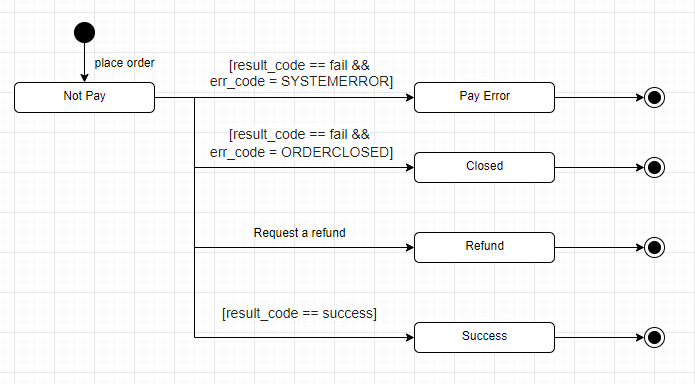 place order
Not Pay
[result_code == fail &&
err_code = SYSTEMERROR]
Pay Error
[result_code == fail &&
err_code = ORDERCLOSED]
Closed
Request a refund
Refund
[result_code == success]
Success